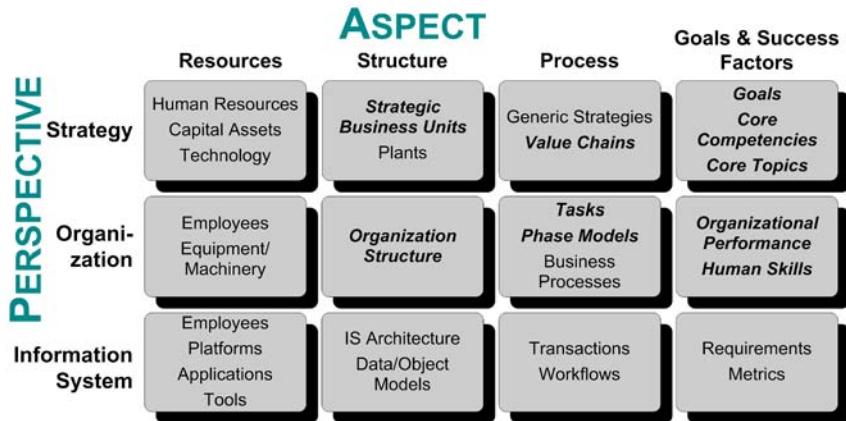 ASPECT
PERSPECTIVE
Resources
Structure
Process
Goals & Success
Factors
Strategy
Human Resources
Capital Assets
Technology
Strategic
Business Units
Plants
Generic Strategies
Value Chains
Goals
Core
Competencies
Core Topics
Organi-
zation
Employees
Equipment/
Machinery
Organization
Structure
Tasks
Phase Models
Business
Processes
Organizational
Performance
Human Skills
Information
System
Employees
Platforms
Applications
Tools
IS Architecture
Data/Object
Models
Transactions
Workflows
Requirements
Metrics